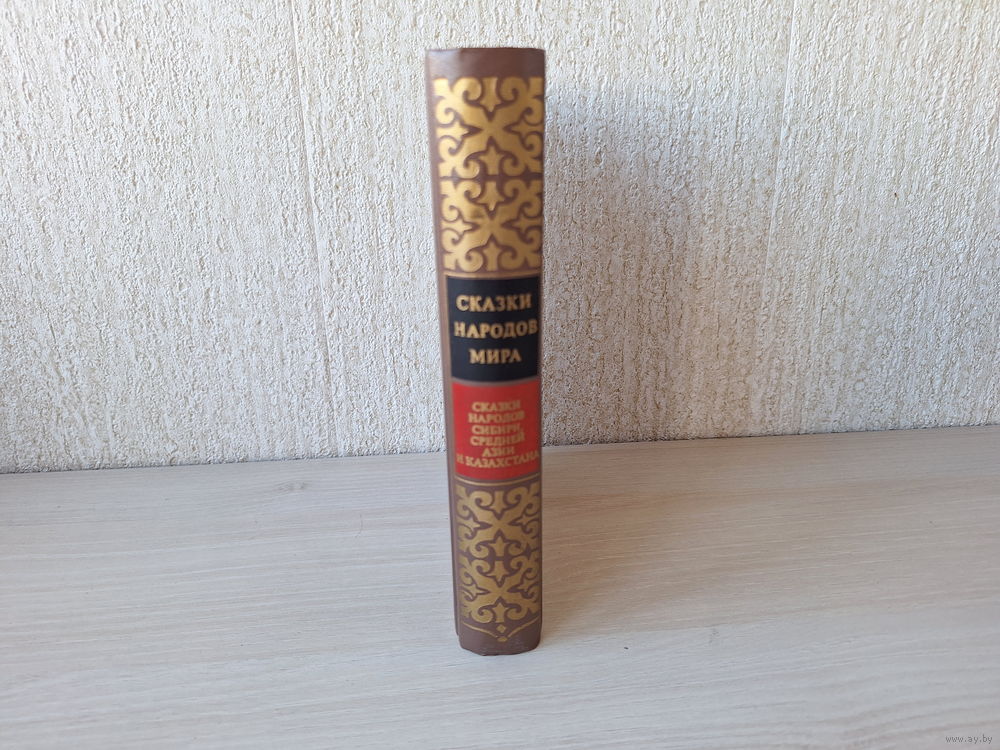 СКАЗКИ
НАРОДОВ
МИРА
СКАЗКИ
НАРОДОВ
СИБИРИ,
СРЕДНЕЙ
АЗИИ
И КАЗАХСТАНА
www.ay.by